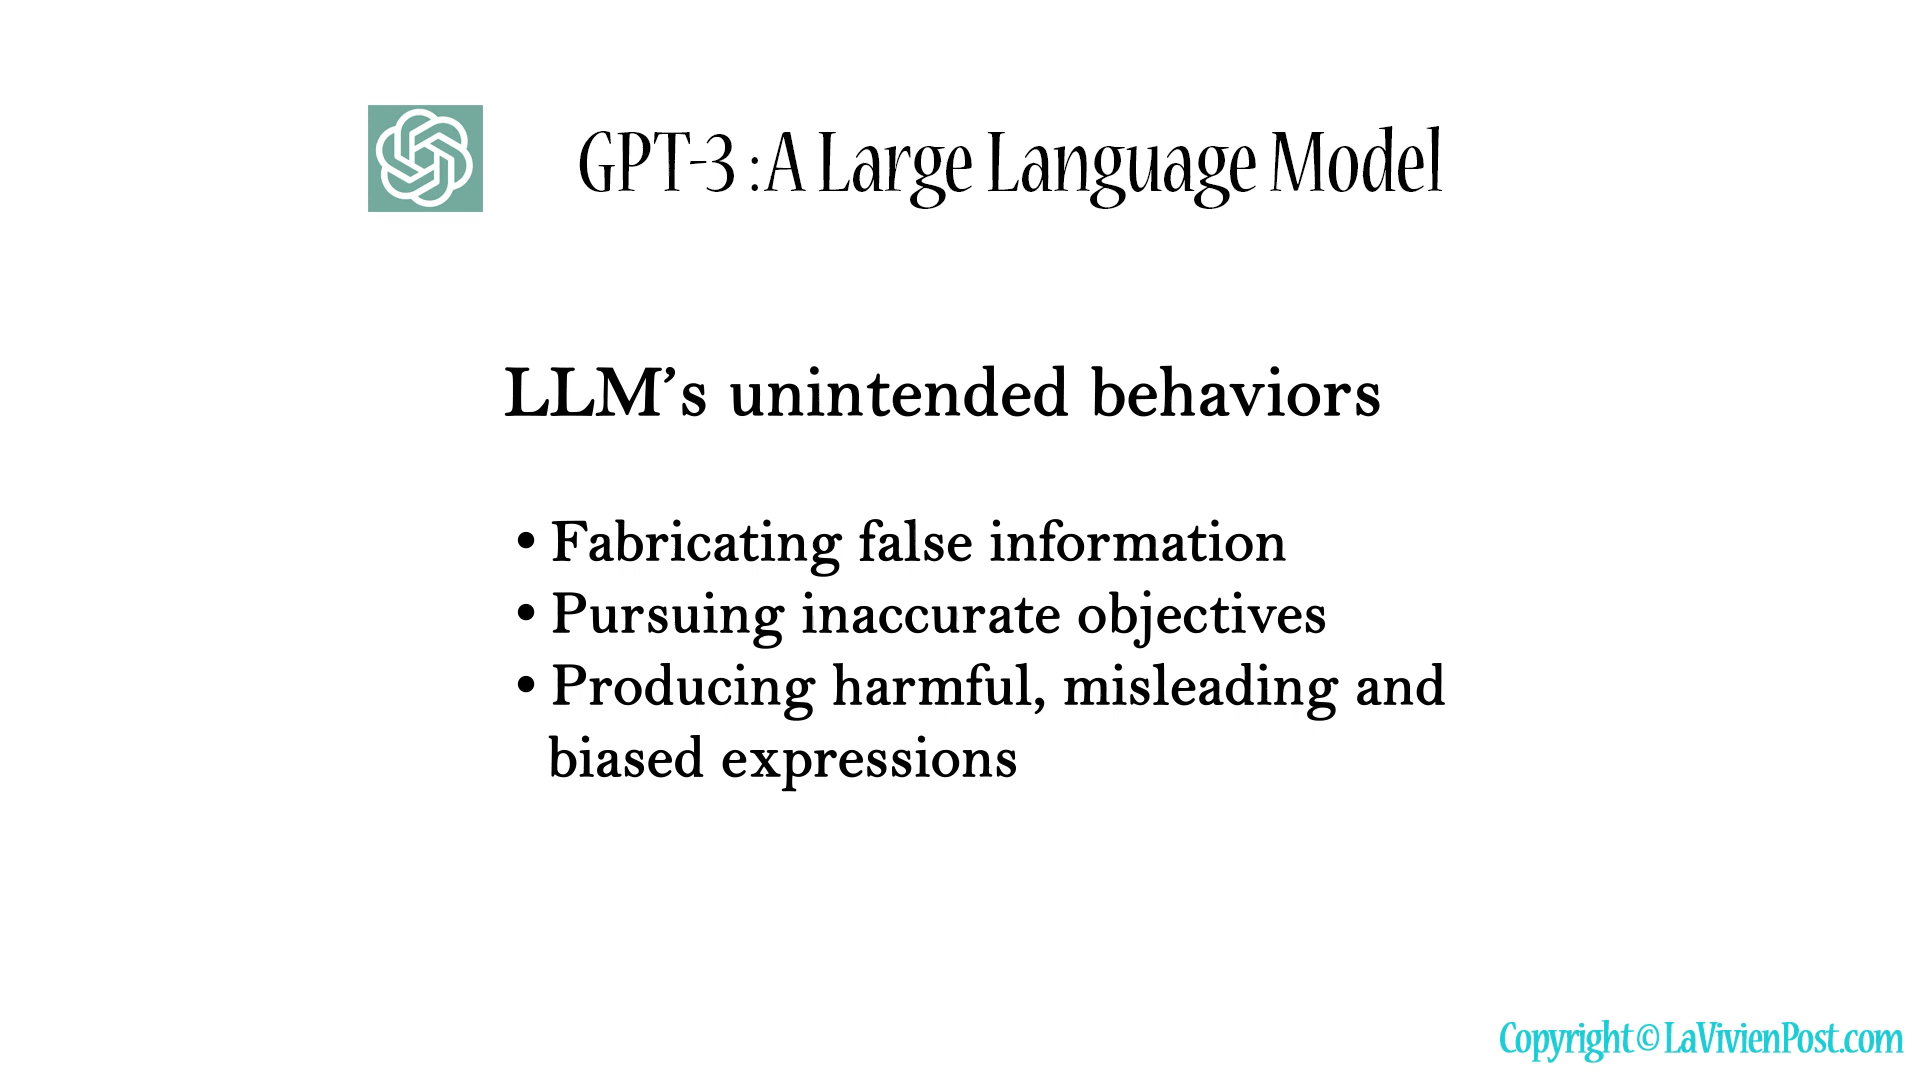 GPT-3 : A Large Language Model
LLM’s unintended behaviors
• Fabricating false information
• Pursuing inaccurate objectives
• Producing harmful, misleading and
biased expressions
Copyright © LaVivienPost.com